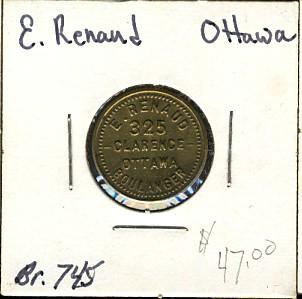 E. Renaud Ottawa
E. RENAUD
325
CLARENCE
OTTAWA
BOULANGER
Br. 745
$47.00